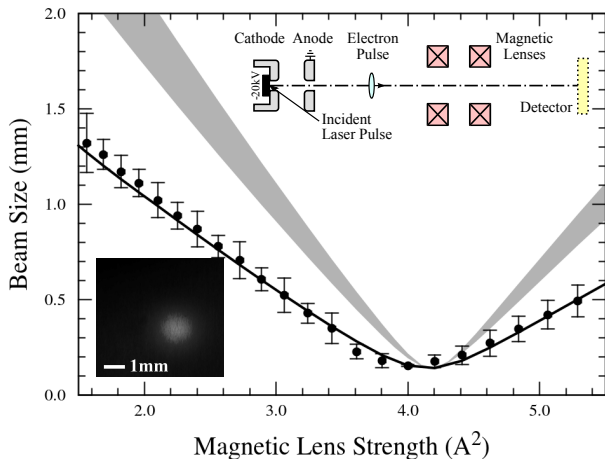 2.0
1.5
1.0
0.5
0.0
Beam Size (mm)
Cathode
Anode
Electron
Pulse
Magnetic
Lenses
-20kV
Detector
Incident
Laser Pulse
1mm
2.0
3.0
4.0
5.0
Magnetic Lens Strength (A²)